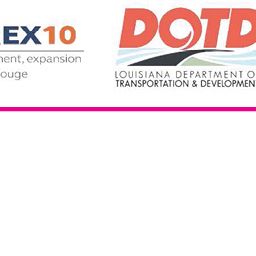 EX10
ment, expansion
ouge
DOTD
LOUISIANA DEPARTMENT O
TRANSPORTATION & DEVELOPMEN